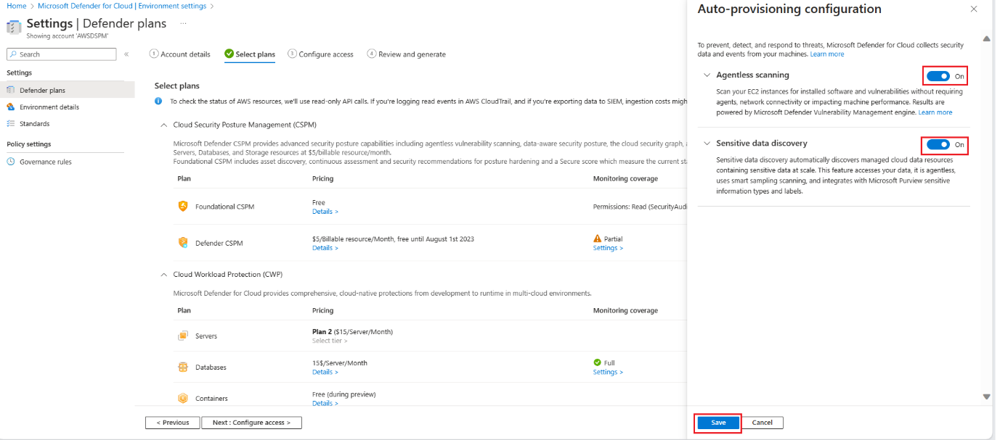 Home > Microsoft Defender for Cloud | Environment settings >
Settings | Defender plans ...
Showing account 'AWSDSPM'
Search «
Settings
Defender plans
Environment details
Standards
Policy settings
Governance rules
1 Account details
Select plans
3 Configure access
4 Review and generate
Select plans
To check the status of AWS resources, we'll use read-only API calls. If you're logging read events in AWS CloudTrail, and if you're exporting data to SIEM, ingestion costs migh
Cloud Security Posture Management (CSPM)
Microsoft Defender CSPM provides advanced security posture capabilities including agentless vulnerability scanning, data-aware security posture, the cloud security graph,
Servers, Databases, and Storage resources at $5/billable resource/month.
Foundational CSPM includes asset discovery, continuous assessment and security recommendations for posture hardening and a Secure score which measure the current sta
Plan Pricing Monitoring coverage
Foundational CSPM
Free
Details >
Permissions: Read (SecurityAudi
Defender CSPM
$5/Billable resource/Month, free until August 1st 2023
Details >
Partial
Settings >
Cloud Workload Protection (CWP)
Microsoft Defender for Cloud provides comprehensive, cloud-native protections from development to runtime in multi-cloud environments.
Plan Pricing Monitoring coverage
Servers
Plan 2 ($15/Server/Month)
Select tier >
Databases
15$/Server/Month
Details >
Full
Settings >
Containers
Free (during preview)
Details >
< Previous
Next : Configure access >
Auto-provisioning configuration
To prevent, detect, and respond to threats, Microsoft Defender for Cloud collects security
data and events from your machines. Learn more
Agentless scanning
On
Scan your EC2 instances for installed software and vulnerabilities without requiring
agents, network connectivity or impacting machine performance. Results are
powered by Microsoft Defender Vulnerability Management engine. Learn more
Sensitive data discovery
On
Sensitive data discovery automatically discovers managed cloud data resources
containing sensitive data at scale. This feature accesses your data, it is agentless,
uses smart sampling scanning, and integrates with Microsoft Purview sensitive
information types and labels.
Save
Cancel